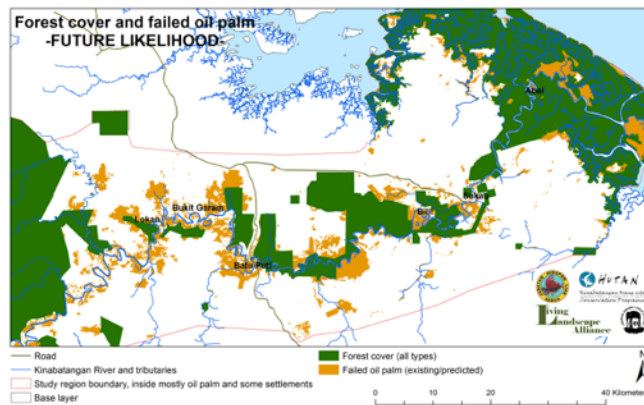 Forest cover and failed oil palm
-FUTURE LIKELIHOOD-
Abai
Sukau
Bilit
Bukit Garam
Lokan
Batu Puti
HUTAN
Living
Landscape
Alliance
Road
Kinabatangan River and tributaries
Study region boundary, inside mostly oil palm and some settlements
Base layer
Forest cover (all types)
Failed oil palm (existing/predicted)
N
0 10 20 40 Kilometers